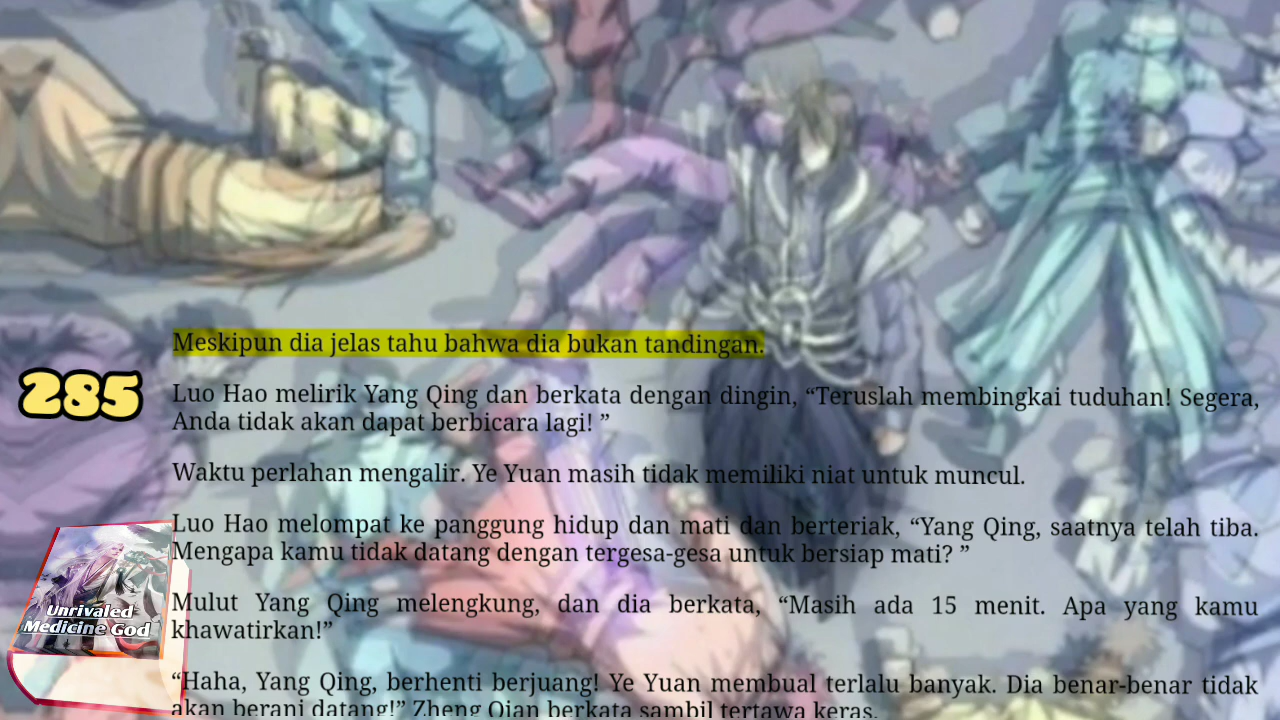 Meskipun dia jelas tahu bahwa dia bukan tandingan.
285
Luo Hao melirik Yang Qing dan berkata dengan dingin, “Teruslah membingkai tuduhan! Segera,
Anda tidak akan dapat berbicara lagi! ”
Waktu perlahan mengalir. Ye Yuan masih tidak memiliki niat untuk muncul.
Luo Hao melompat ke panggung hidup dan mati dan berteriak, “Yang Qing, saatnya telah tiba.
Mengapa kamu tidak datang dengan tergesa-gesa untuk bersiap mati? ”
Mulut Yang Qing melengkung, dan dia berkata, “Masih ada 15 menit. Apa yang kamu
khawatirkan!”
“Haha, Yang Qing, berhenti berjuang! Ye Yuan membual terlalu banyak. Dia benar-benar tidak
akan berani datang!” Zheng Qian berkata sambil tertawa keras.
Unrivaled
Medicine God